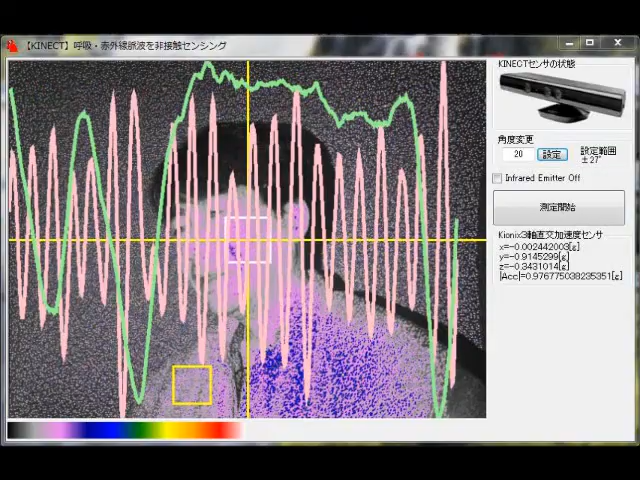 【KINECT】呼吸・赤外線脈波を非接触センシング
KINECTセンサの状態
角度変更
20 設定 設定範囲
±27°
Infrared Emitter Off
測定開始
Kionix3軸直交加速度センサ
x=-0.002442003[g]
y=-0.9145299[g]
z=-0.3431014[g]
|Acc|=0.976775038235351[g]